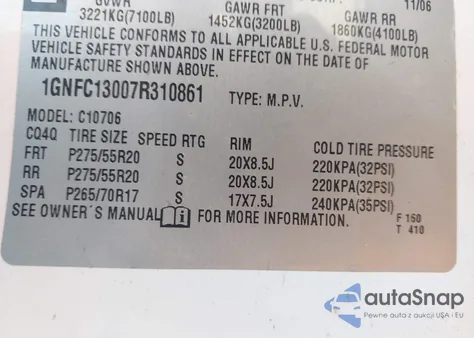 GVWR GAWR FRT GAWR RR 11/06
3221KG(7100LB) 1452KG(3200LB) 1860KG(4100LB)
THIS VEHICLE CONFORMS TO ALL APPLICABLE U.S. FEDERAL MOTOR
VEHICLE SAFETY STANDARDS IN EFFECT ON THE DATE OF
MANUFACTURE SHOWN ABOVE.
1GNFC13007R310861 TYPE: M.P.V.
MODEL: C10706
CQ4Q TIRE SIZE SPEED RTG RIM COLD TIRE PRESSURE
FRT P275/55R20 S 20X8.5J 220KPA(32PSI)
RR P275/55R20 S 20X8.5J 220KPA(32PSI)
SPA P265/70R17 S 17X7.5J 240KPA(35PSI)
SEE OWNER'S MANUAL i FOR MORE INFORMATION. F 160
T 410
autoSnap
Pewne auta z aukcji USA i EU